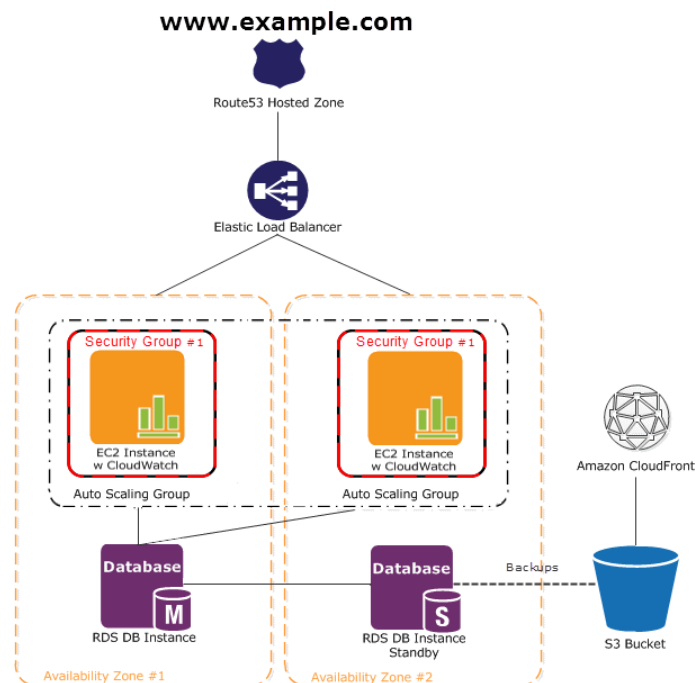 www.example.com
Route53 Hosted Zone
Elastic Load Balancer
Security Group #1
Security Group #1
EC2 Instance
w CloudWatch
EC2 Instance
w CloudWatch
Auto Scaling Group
Auto Scaling Group
Amazon CloudFront
Database
M
RDS DB Instance
Database
S
RDS DB Instance
Standby
Backups
S3 Bucket
Availability Zone #1
Availability Zone #2